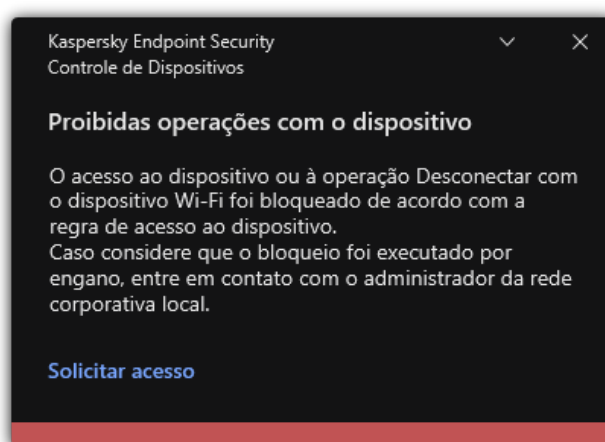 Kaspersky Endpoint Security
Controle de Dispositivos
Proibidas operações com o dispositivo
O acesso ao dispositivo ou à operação Desconectar com
o dispositivo Wi-Fi foi bloqueado de acordo com a
regra de acesso ao dispositivo.
Caso considere que o bloqueio foi executado por
engano, entre em contato com o administrador da rede
corporativa local.
Solicitar acesso